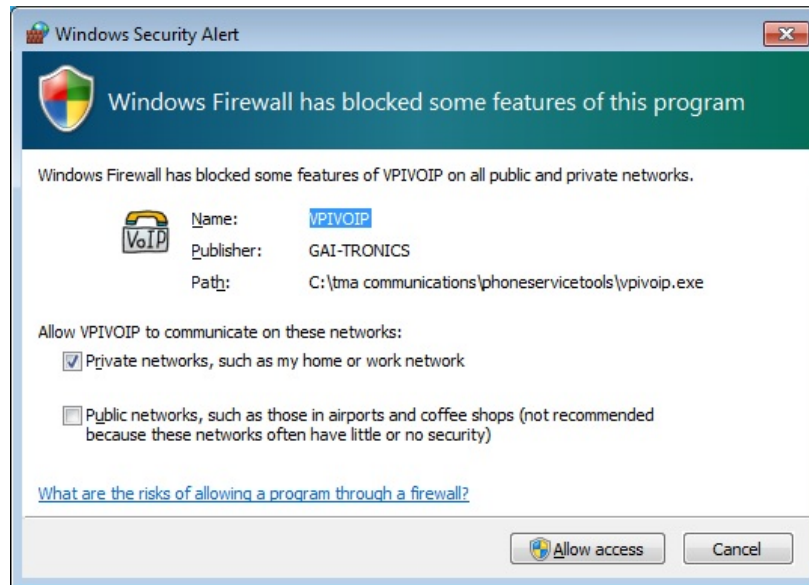 Windows Security Alert
Windows Firewall has blocked some features of this program
Windows Firewall has blocked some features of VPIVOIP on all public and private networks.
VoIP
Name: VPIVOIP
Publisher: GAI-TRONICS
Path: C:\tma communications\phoneservicetools\vpivoip.exe
Allow VPIVOIP to communicate on these networks:
Private networks, such as my home or work network
Public networks, such as those in airports and coffee shops (not recommended
because these networks often have little or no security)
What are the risks of allowing a program through a firewall?
Allow access Cancel